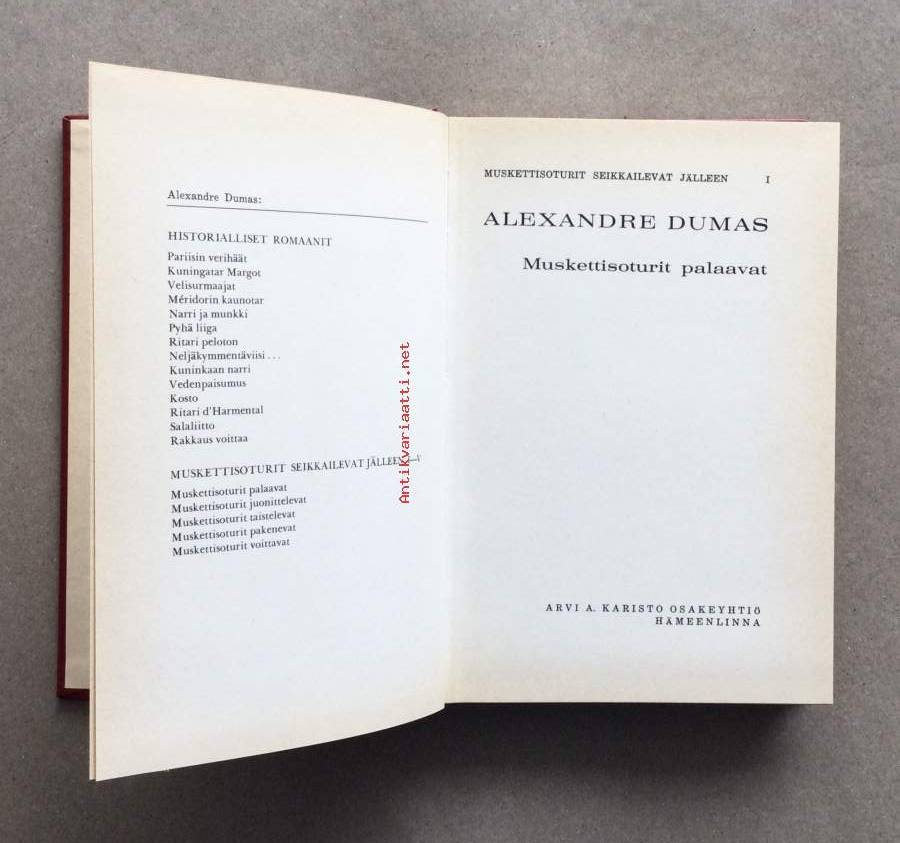 Alexandre Dumas:
HISTORIALLISET ROMAANIT
Pariisin verihäät
Kuningatar Margot
Velisurmaajat
Méridorin kaunotar
Narri ja munkki
Pyhä liiga
Ritari peloton
Neljäkymmentäviisi . . .
Kuninkaan narri
Vedenpaisumus
Kosto
Ritari d'Harmental
Salaliitto
Rakkaus voittaa
MUSKETTISOTURIT SEIKKAILEVAT JÄLLEEN I—V
Muskettisoturit palaavat
Muskettisoturit juonittelevat
Muskettisoturit taistelevat
Muskettisoturit pakenevat
Muskettisoturit voittavat
Antikvariaatti.net
MUSKETTISOTURIT SEIKKAILEVAT JÄLLEEN I
ALEXANDRE DUMAS
Muskettisoturit palaavat
ARVI A. KARISTO OSAKEYHTIÖ
HÄMEENLINNA